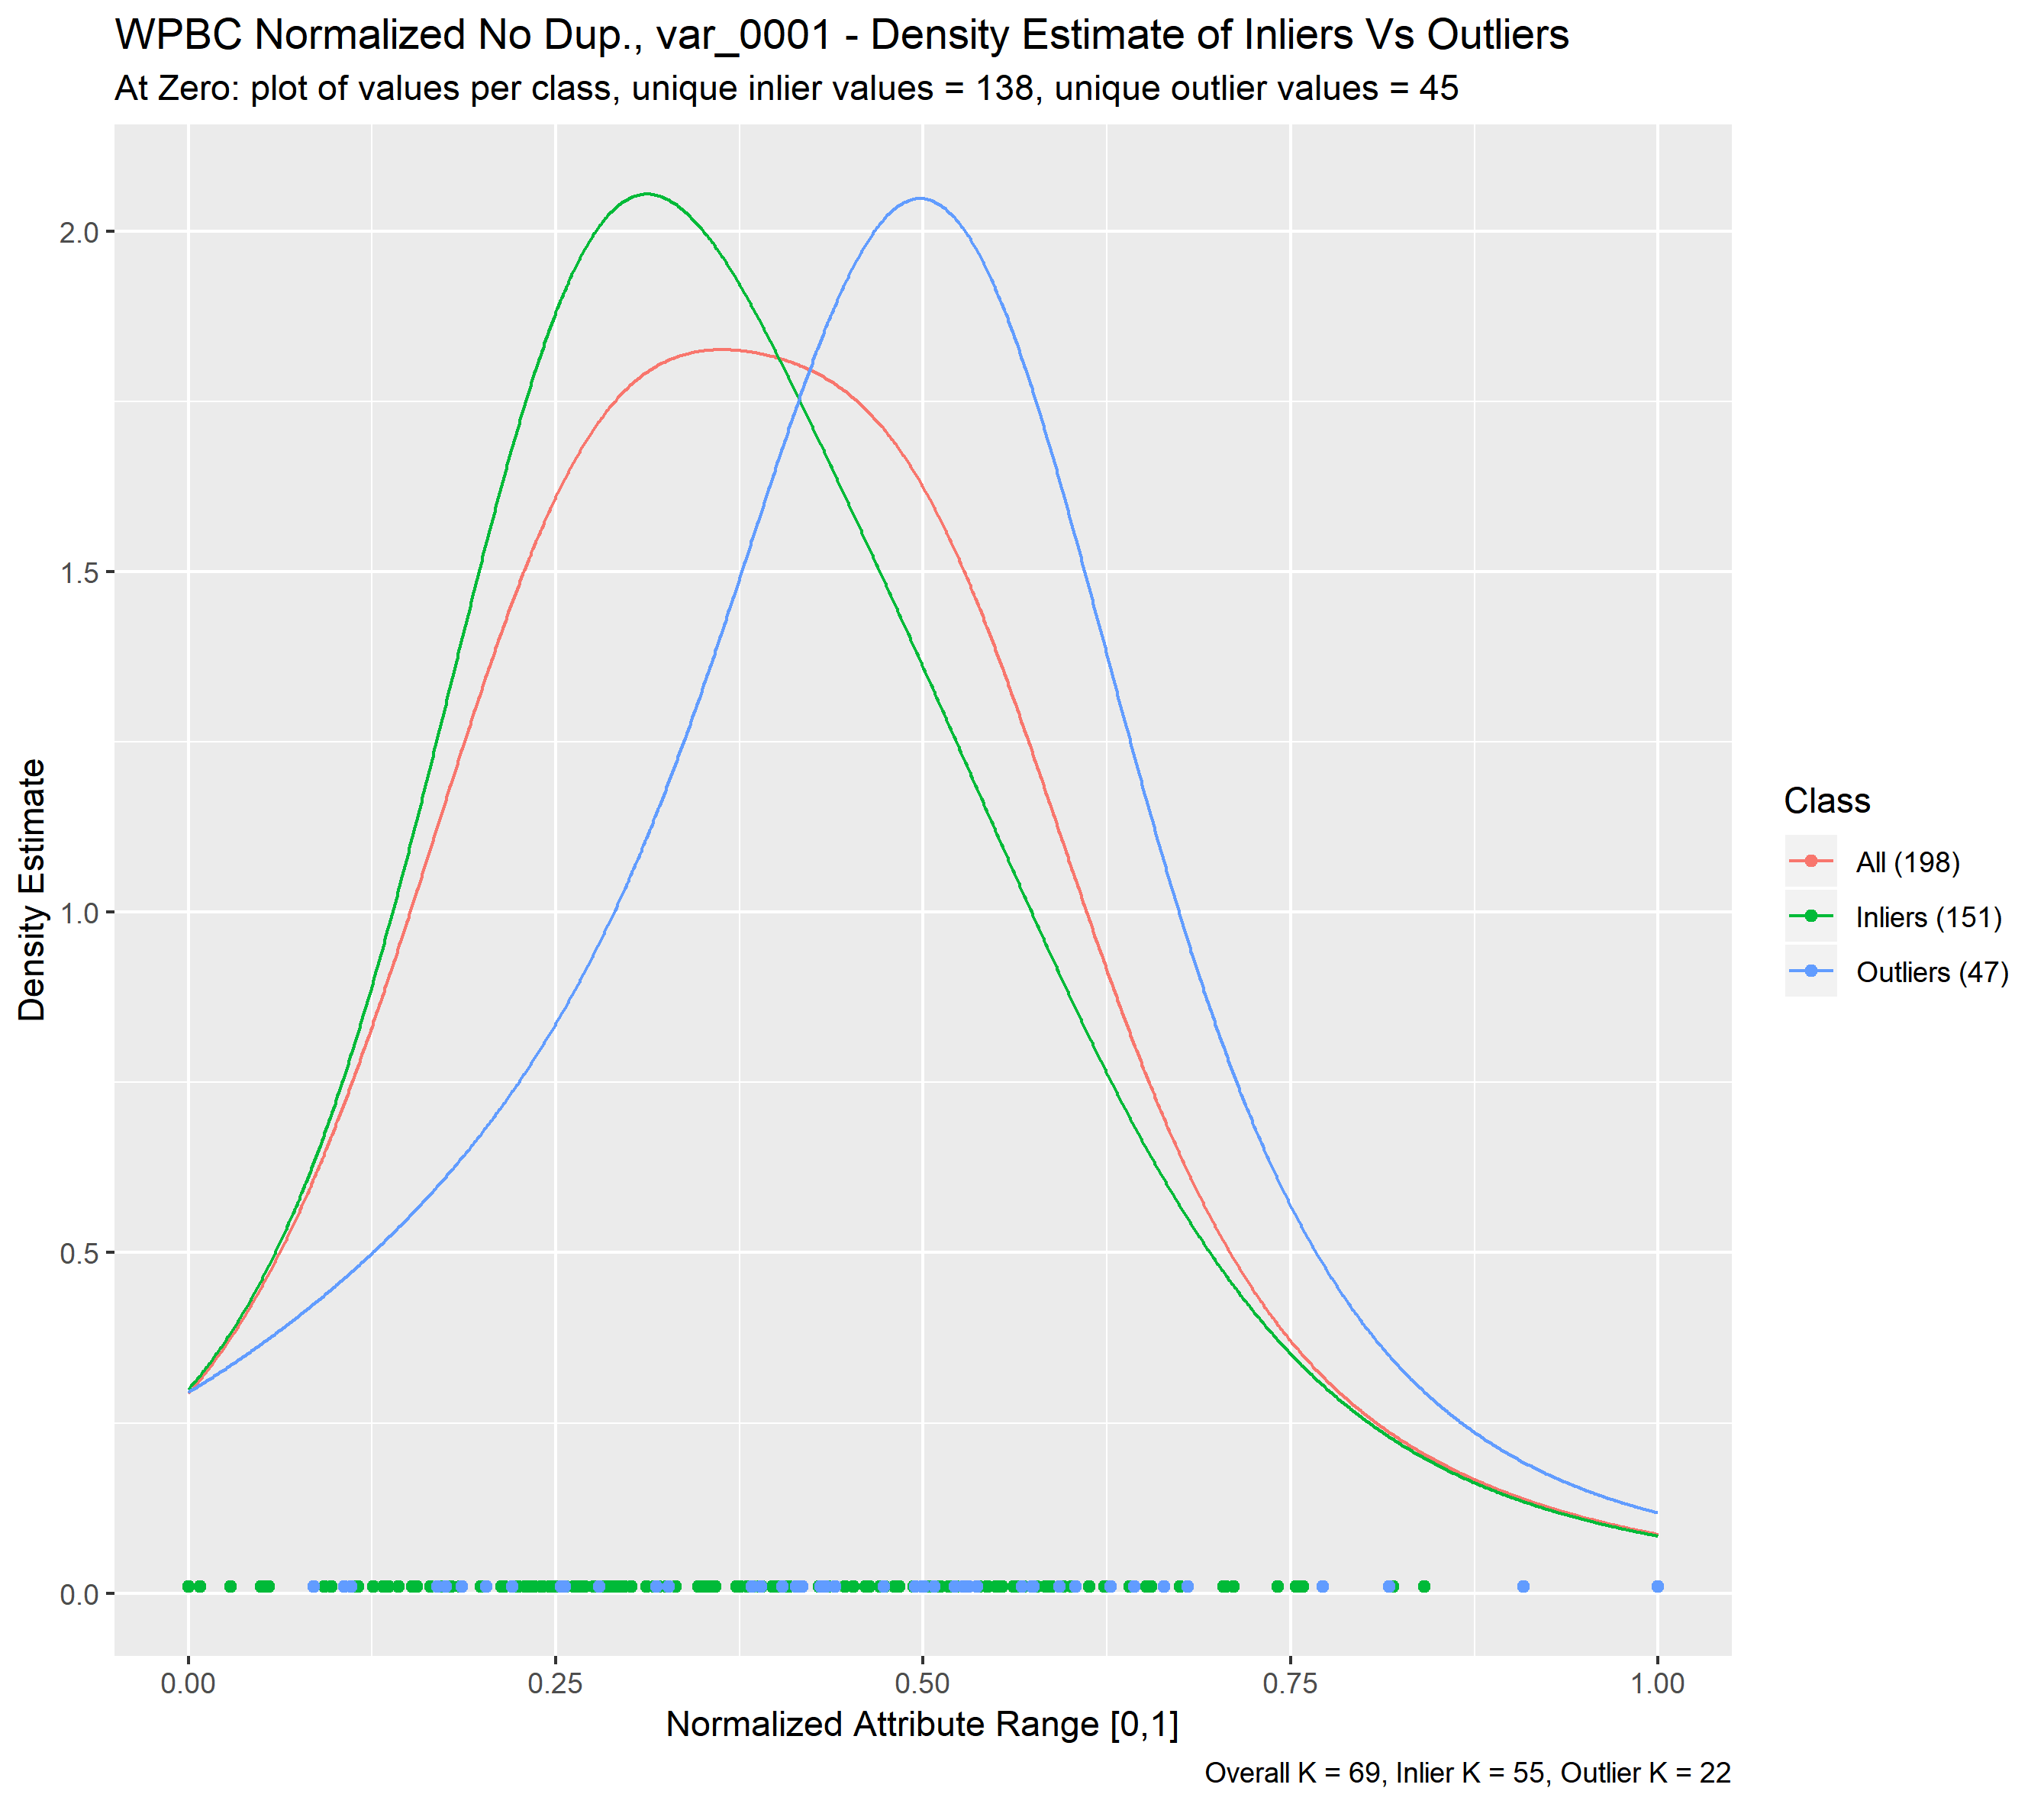 WPBC Normalized No Dup., var_0001 - Density Estimate of Inliers Vs Outliers
At Zero: plot of values per class, unique inlier values = 138, unique outlier values = 45
Density Estimate
2.0
1.5
1.0
0.5
0.0
0.00 0.25 0.50 0.75 1.00
Normalized Attribute Range [0,1]
Class
All (198)
Inliers (151)
Outliers (47)
Overall K = 69, Inlier K = 55, Outlier K = 22